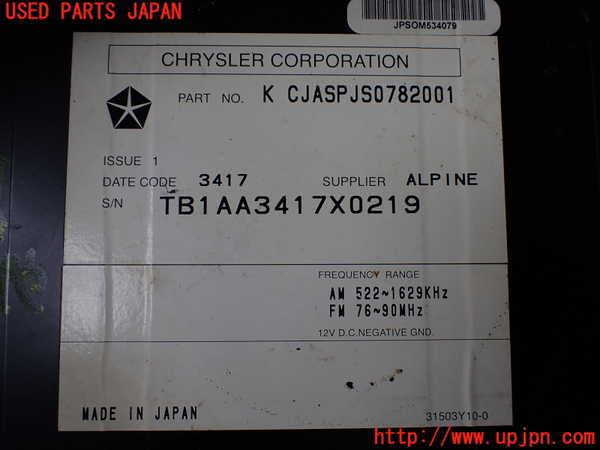 USED PARTS JAPAN
JPSOM534079
CHRYSLER CORPORATION
PART NO. K CJASPJS0782001
ISSUE 1
DATE CODE 3417 SUPPLIER ALPINE
S/N TB1AA3417X0219
FREQUENCY RANGE
AM 522~1629KHz
FM 76~90MHz
12V D.C.NEGATIVE GND.
MADE IN JAPAN 31503Y10-0
http://www.upjpn.com/